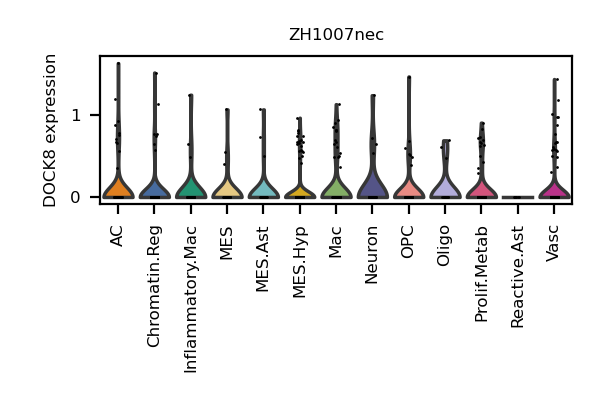 ZH1007nec
DOCK8 expression
1
0
AC
Chromatin.Reg
Inflammatory.Mac
MES
MES.Ast
MES.Hyp
Mac
Neuron
OPC
Oligo
Prolif.Metab
Reactive.Ast
Vasc